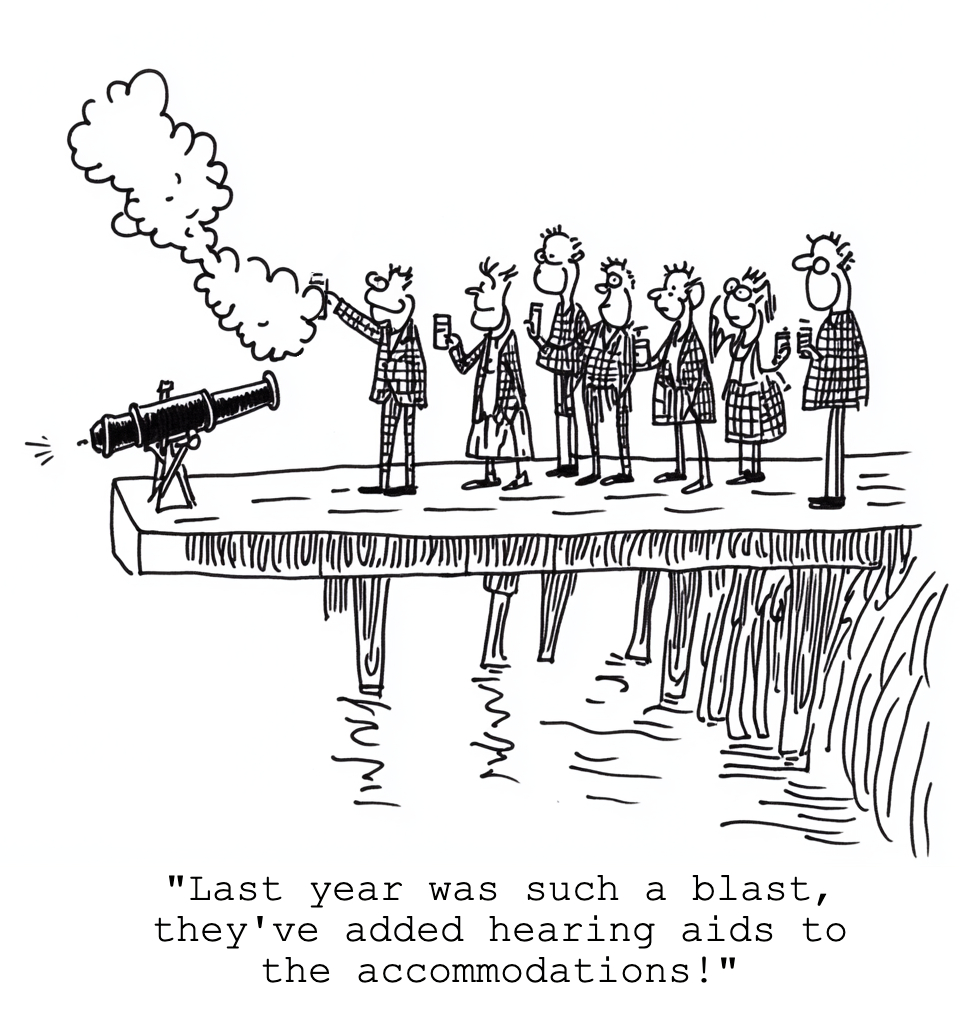 "Last year was such a blast,
they've added hearing aids to
the accommodations!"